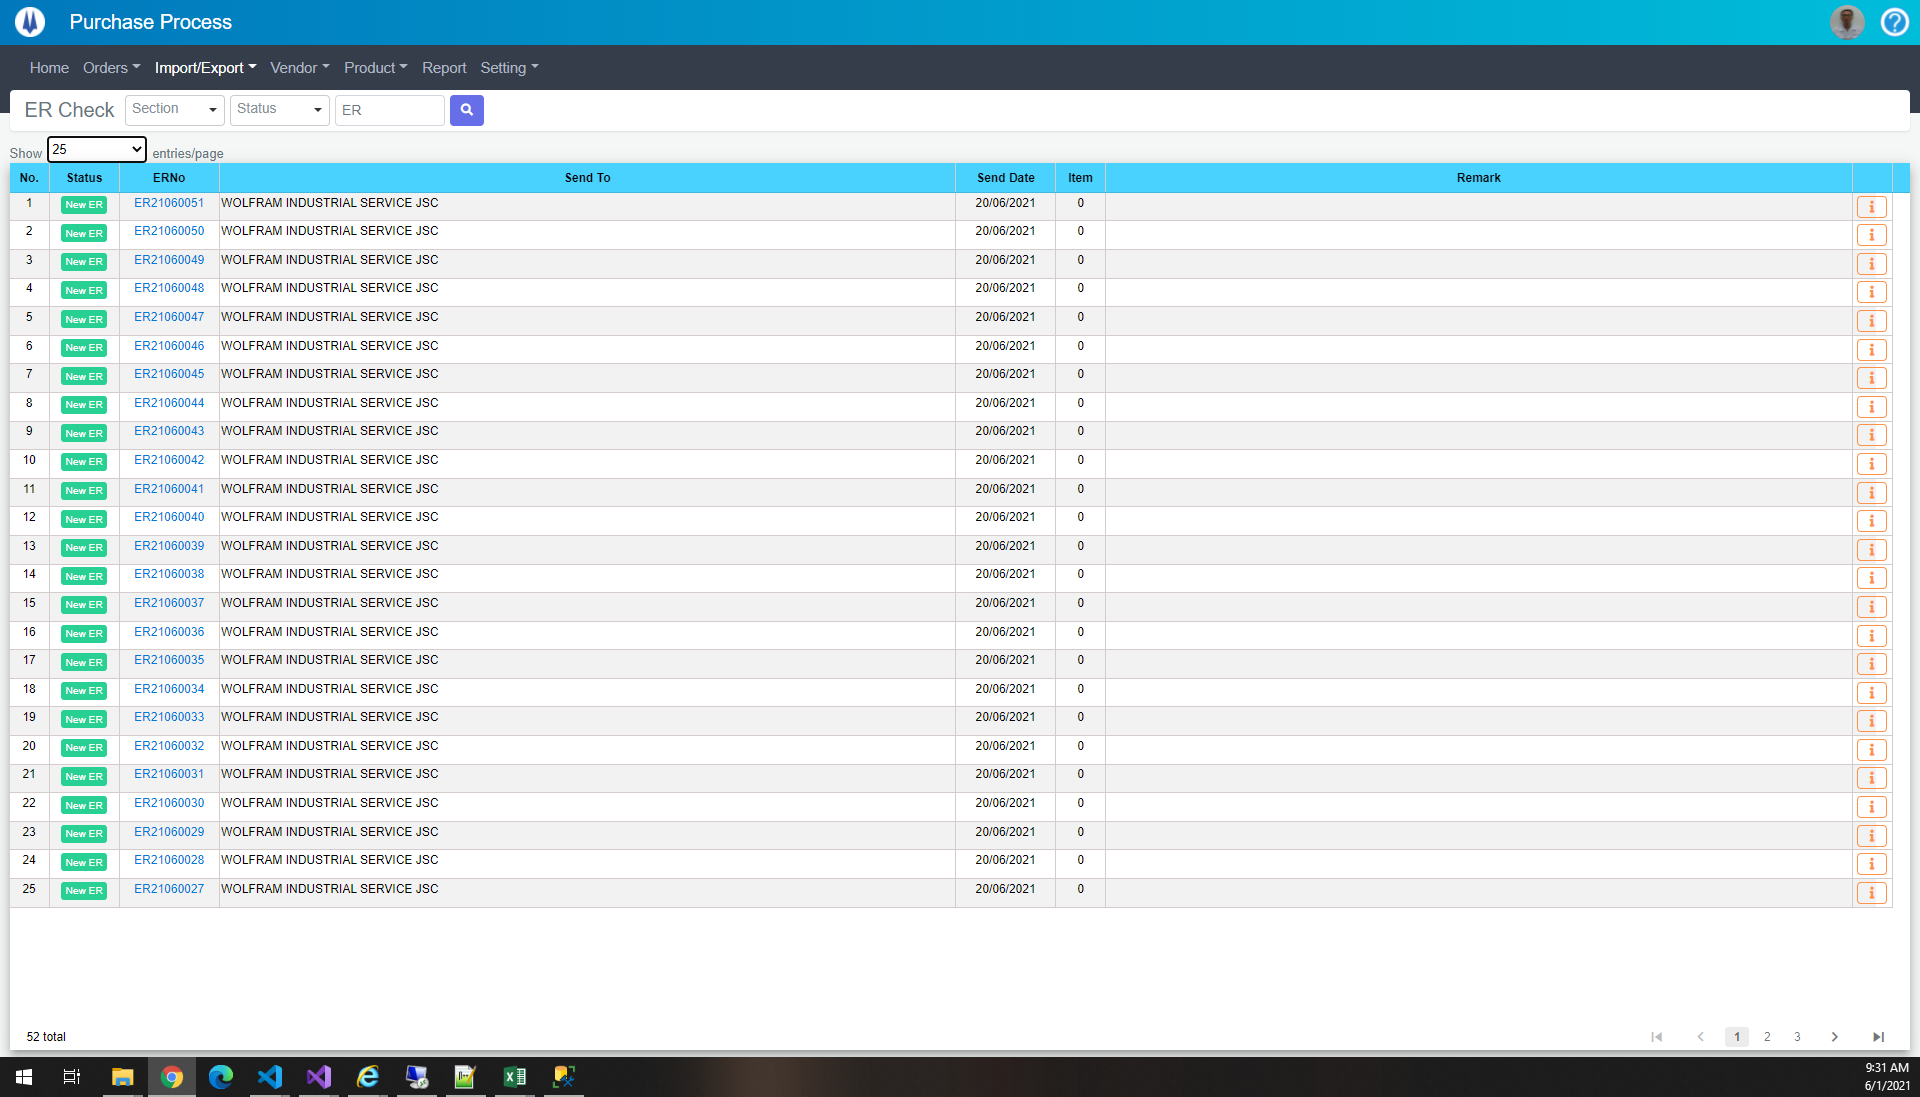 Purchase Process
Home Orders Import/Export Vendor Product Report Setting
ER Check Section Status ER
Show 25 entries/page
No. Status ERNo Send To Send Date Item Remark
1 New ER ER21060051 WOLFRAM INDUSTRIAL SERVICE JSC 20/06/2021 0
2 New ER ER21060050 WOLFRAM INDUSTRIAL SERVICE JSC 20/06/2021 0
3 New ER ER21060049 WOLFRAM INDUSTRIAL SERVICE JSC 20/06/2021 0
4 New ER ER21060048 WOLFRAM INDUSTRIAL SERVICE JSC 20/06/2021 0
5 New ER ER21060047 WOLFRAM INDUSTRIAL SERVICE JSC 20/06/2021 0
6 New ER ER21060046 WOLFRAM INDUSTRIAL SERVICE JSC 20/06/2021 0
7 New ER ER21060045 WOLFRAM INDUSTRIAL SERVICE JSC 20/06/2021 0
8 New ER ER21060044 WOLFRAM INDUSTRIAL SERVICE JSC 20/06/2021 0
9 New ER ER21060043 WOLFRAM INDUSTRIAL SERVICE JSC 20/06/2021 0
10 New ER ER21060042 WOLFRAM INDUSTRIAL SERVICE JSC 20/06/2021 0
11 New ER ER21060041 WOLFRAM INDUSTRIAL SERVICE JSC 20/06/2021 0
12 New ER ER21060040 WOLFRAM INDUSTRIAL SERVICE JSC 20/06/2021 0
13 New ER ER21060039 WOLFRAM INDUSTRIAL SERVICE JSC 20/06/2021 0
14 New ER ER21060038 WOLFRAM INDUSTRIAL SERVICE JSC 20/06/2021 0
15 New ER ER21060037 WOLFRAM INDUSTRIAL SERVICE JSC 20/06/2021 0
16 New ER ER21060036 WOLFRAM INDUSTRIAL SERVICE JSC 20/06/2021 0
17 New ER ER21060035 WOLFRAM INDUSTRIAL SERVICE JSC 20/06/2021 0
18 New ER ER21060034 WOLFRAM INDUSTRIAL SERVICE JSC 20/06/2021 0
19 New ER ER21060033 WOLFRAM INDUSTRIAL SERVICE JSC 20/06/2021 0
20 New ER ER21060032 WOLFRAM INDUSTRIAL SERVICE JSC 20/06/2021 0
21 New ER ER21060031 WOLFRAM INDUSTRIAL SERVICE JSC 20/06/2021 0
22 New ER ER21060030 WOLFRAM INDUSTRIAL SERVICE JSC 20/06/2021 0
23 New ER ER21060029 WOLFRAM INDUSTRIAL SERVICE JSC 20/06/2021 0
24 New ER ER21060028 WOLFRAM INDUSTRIAL SERVICE JSC 20/06/2021 0
25 New ER ER21060027 WOLFRAM INDUSTRIAL SERVICE JSC 20/06/2021 0
52 total 1 2 3
9:31 AM
6/1/2021